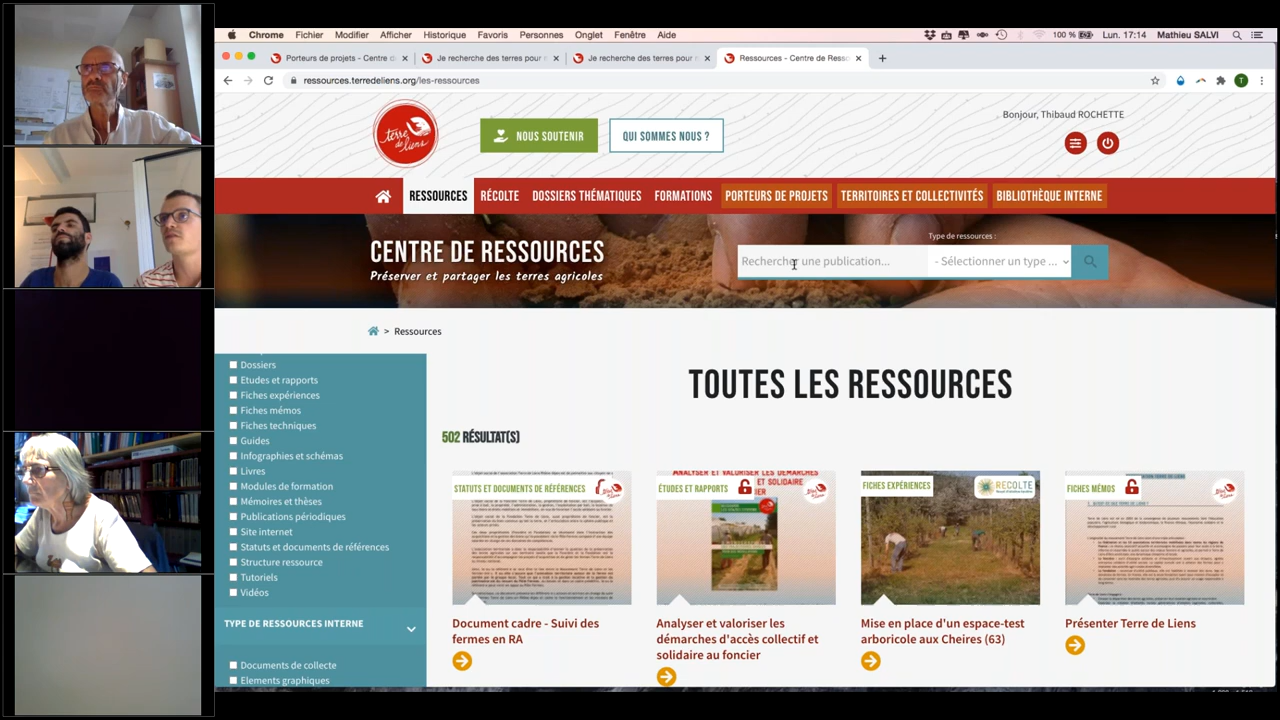 Chrome Fichier Modifier Afficher Historique Favoris Personnes Onglet Fenêtre Aide 100 % Lun. 17:14 Mathieu SALVI
Porteurs de projets - Centre d
Je recherche des terres pour
Je recherche des terres pour
Ressources - Centre de Resso
ressources.terredeliens.org/les-ressources
T
terre de liens
NOUS SOUTENIR
QUI SOMMES NOUS ?
Bonjour, Thibaud ROCHETTE
RESSOURCES RÉCOLTE DOSSIERS THÉMATIQUES FORMATIONS PORTEURS DE PROJETS TERRITOIRES ET COLLECTIVITÉS BIBLIOTHÈQUE INTERNE
CENTRE DE RESSOURCES
Préserver et partager les terres agricoles
Type de ressources :
Rechercher une publication...
- Sélectionner un type ...
> Ressources
Dossiers
Etudes et rapports
Fiches expériences
Fiches mémos
Fiches techniques
Guides
Infographies et schémas
Livres
Modules de formation
Mémoires et thèses
Publications périodiques
Site internet
Statuts et documents de références
Structure ressource
Tutoriels
Vidéos
TYPE DE RESSOURCES INTERNE
Documents de collecte
Elements graphiques
TOUTES LES RESSOURCES
502 RÉSULTAT(S)
STATUTS ET DOCUMENTS DE RÉFÉRENCES
Document cadre - Suivi des
fermes en RA
ANALYSER ET VALORISER LES DÉMARCHES
ÉTUDES ET RAPPORTS
Analyser et valoriser les
démarches d'accès collectif et
solidaire au foncier
FICHES EXPÉRIENCES
RECOLTE
Mise en place d'un espace-test
arboricole aux Cheires (63)
FICHES MÉMOS
Présenter Terre de Liens